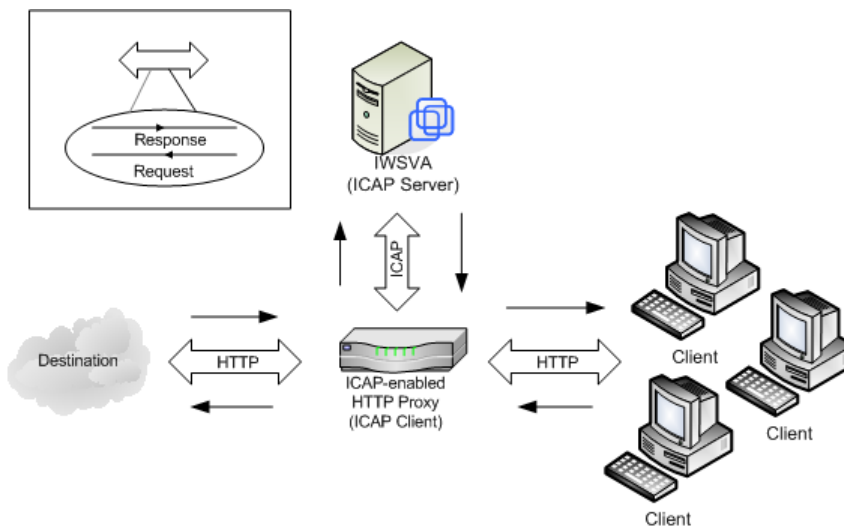 Response
Request
IWSVA
(ICAP Server)
ICAP
Destination
HTTP
ICAP-enabled
HTTP Proxy
(ICAP Client)
HTTP
Client
Client
Client